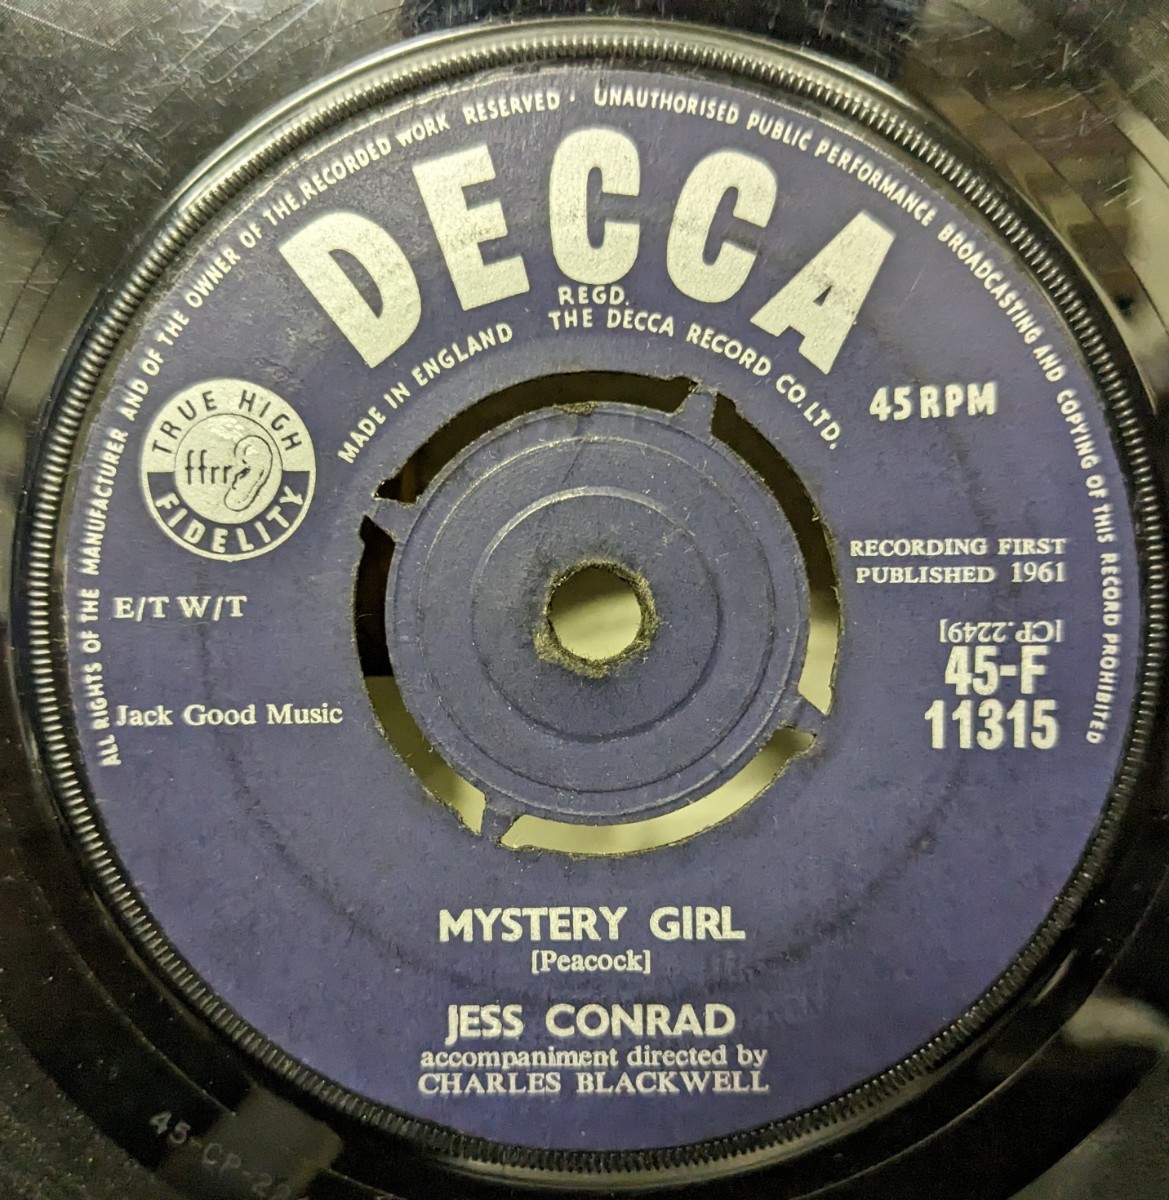 ALL RIGHTS OF THE MANUFACTURER AND OF THE OWNER OF THE RECORDED WORK RESERVED · UNAUTHORISED PUBLIC PERFORMANCE BROADCASTING AND COPYING OF THIS RECORD PROHIBITED
DECCA
REGD.
MADE IN ENGLAND THE DECCA RECORD CO. LTD.
TRUE HIGH
ffrr
FIDELITY
45 RPM
RECORDING FIRST
PUBLISHED 1961
E/T W/T
[CP.2249]
45-F
11315
Jack Good Music
MYSTERY GIRL
[Peacock]
JESS CONRAD
accompaniment directed by
CHARLES BLACKWELL